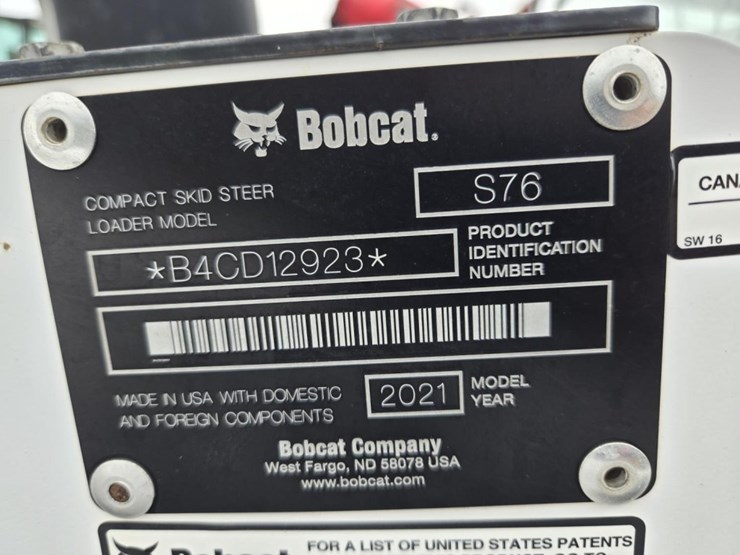 Bobcat.
COMPACT SKID STEER
LOADER MODEL
S76
*B4CD12923*
PRODUCT
IDENTIFICATION
NUMBER
MADE IN USA WITH DOMESTIC
AND FOREIGN COMPONENTS
2021
MODEL
YEAR
Bobcat Company
West Fargo, ND 58078 USA
www.bobcat.com
CAN
SW 16
Bobcat
FOR A LIST OF UNITED STATES PATENTS